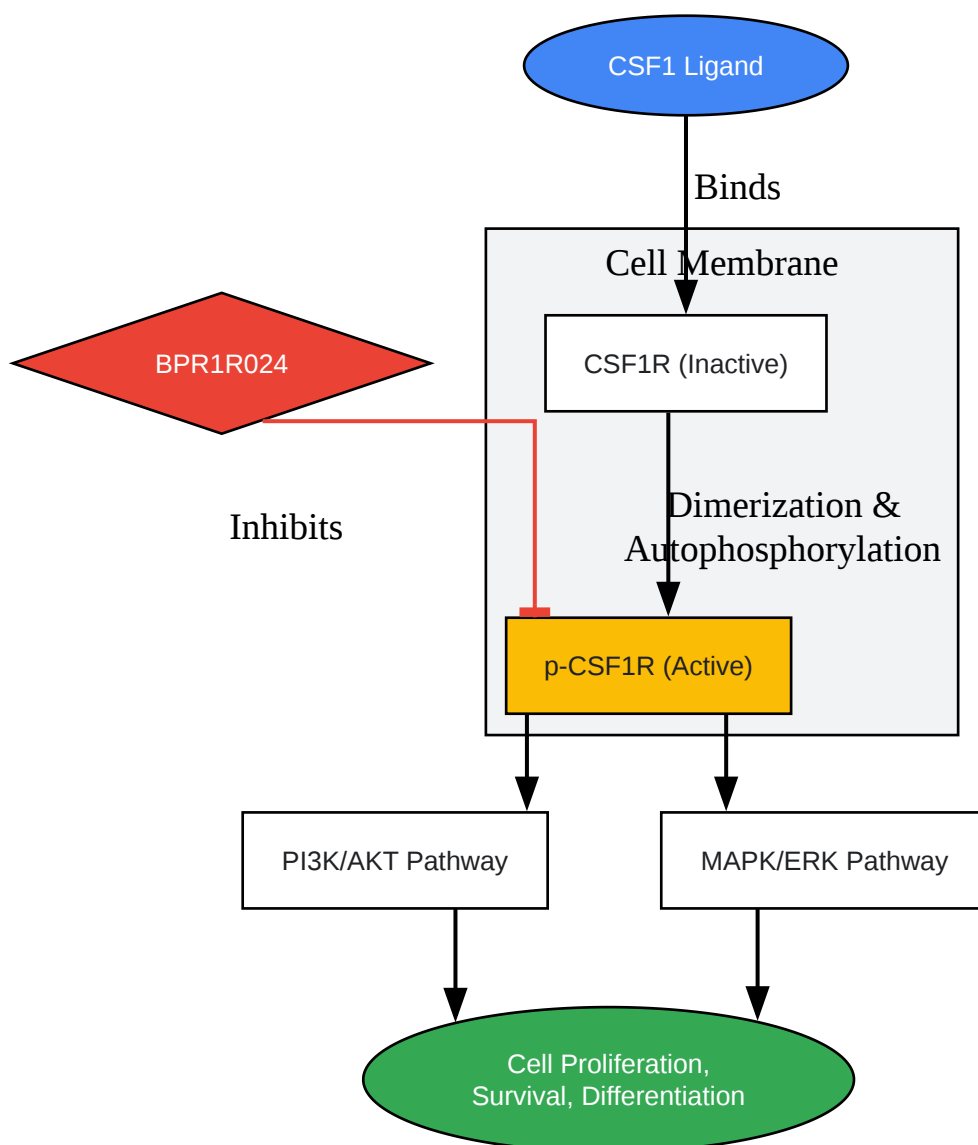 CSF1 Ligand
Binds
Cell Membrane
BPR1R024
CSF1R (Inactive)
Dimerization &
Autophosphorylation
Inhibits
p-CSF1R (Active)
PI3K/AKT Pathway
MAPK/ERK Pathway
Cell Proliferation,
Survival, Differentiation